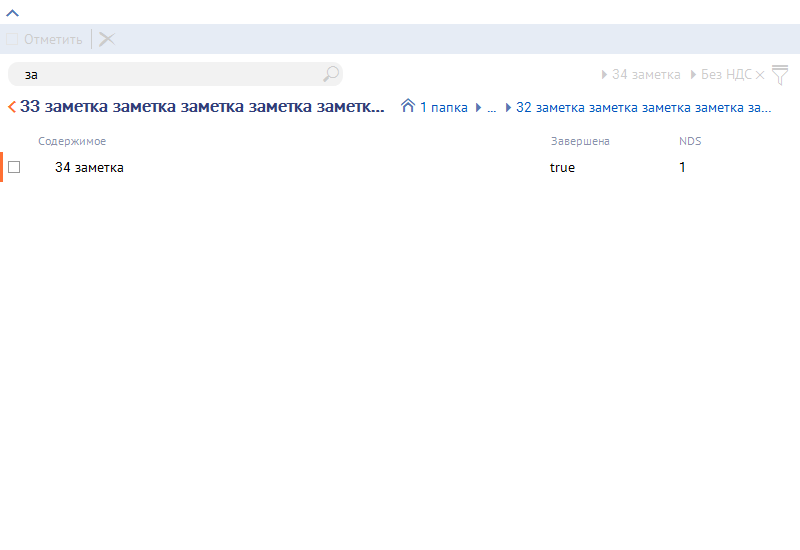 Отметить
за
34 заметка Без НДС
33 заметка заметка заметка заметка заметк... 1 папка ... 32 заметка заметка заметка заметка за...
Содержимое Завершена NDS
34 заметка true 1